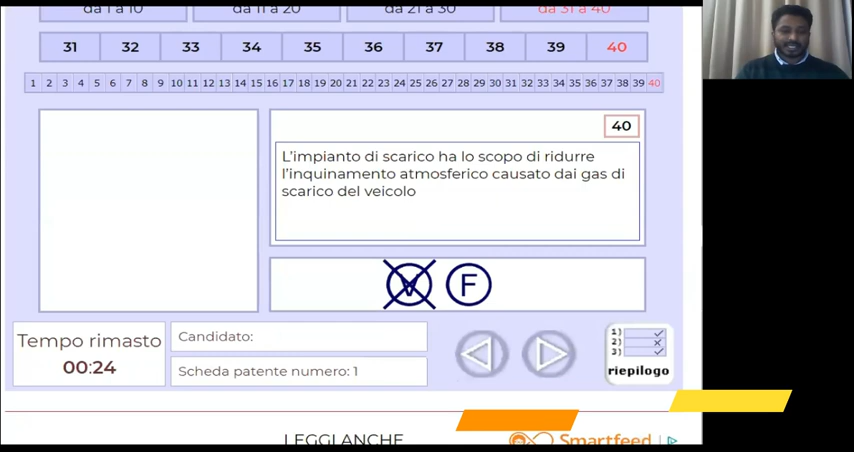 da 1 a 10 da 11 a 20 da 21 a 30 da 31 a 40
31 32 33 34 35 36 37 38 39 40
1 2 3 4 5 6 7 8 9 10 11 12 13 14 15 16 17 18 19 20 21 22 23 24 25 26 27 28 29 30 31 32 33 34 35 36 37 38 39 40
40
L'impianto di scarico ha lo scopo di ridurre
l'inquinamento atmosferico causato dai gas di
scarico del veicolo
V F
Tempo rimasto
00:24
Candidato:
Scheda patente numero: 1
1)
2)
3)
riepilogo
LEGGI ANCHE
Smartfeed